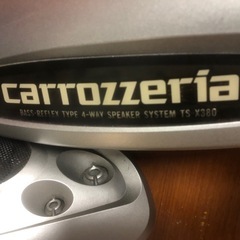 carrozzeria
BASS-REFLEX TYPE 4-WAY SPEAKER SYSTEM TS X380